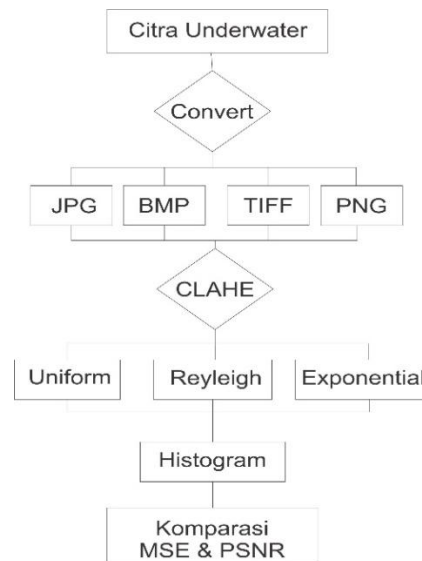 Citra Underwater
Convert
JPG BMP TIFF PNG
CLAHE
Uniform Reyleigh Exponential
Histogram
Komparasi
MSE & PSNR